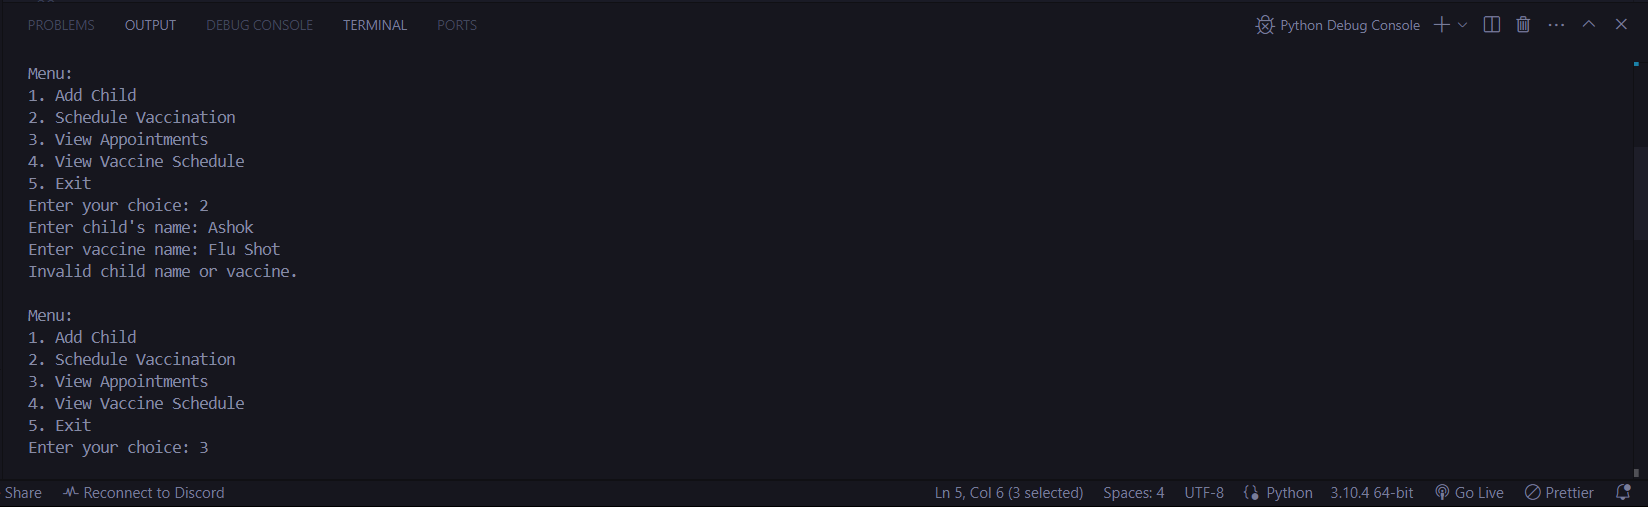 PROBLEMS OUTPUT DEBUG CONSOLE TERMINAL PORTS Python Debug Console
Menu:
1. Add Child
2. Schedule Vaccination
3. View Appointments
4. View Vaccine Schedule
5. Exit
Enter your choice: 2
Enter child's name: Ashok
Enter vaccine name: Flu Shot
Invalid child name or vaccine.
Menu:
1. Add Child
2. Schedule Vaccination
3. View Appointments
4. View Vaccine Schedule
5. Exit
Enter your choice: 3
Share Reconnect to Discord Ln 5, Col 6 (3 selected) Spaces: 4 UTF-8 Python 3.10.4 64-bit Go Live Prettier